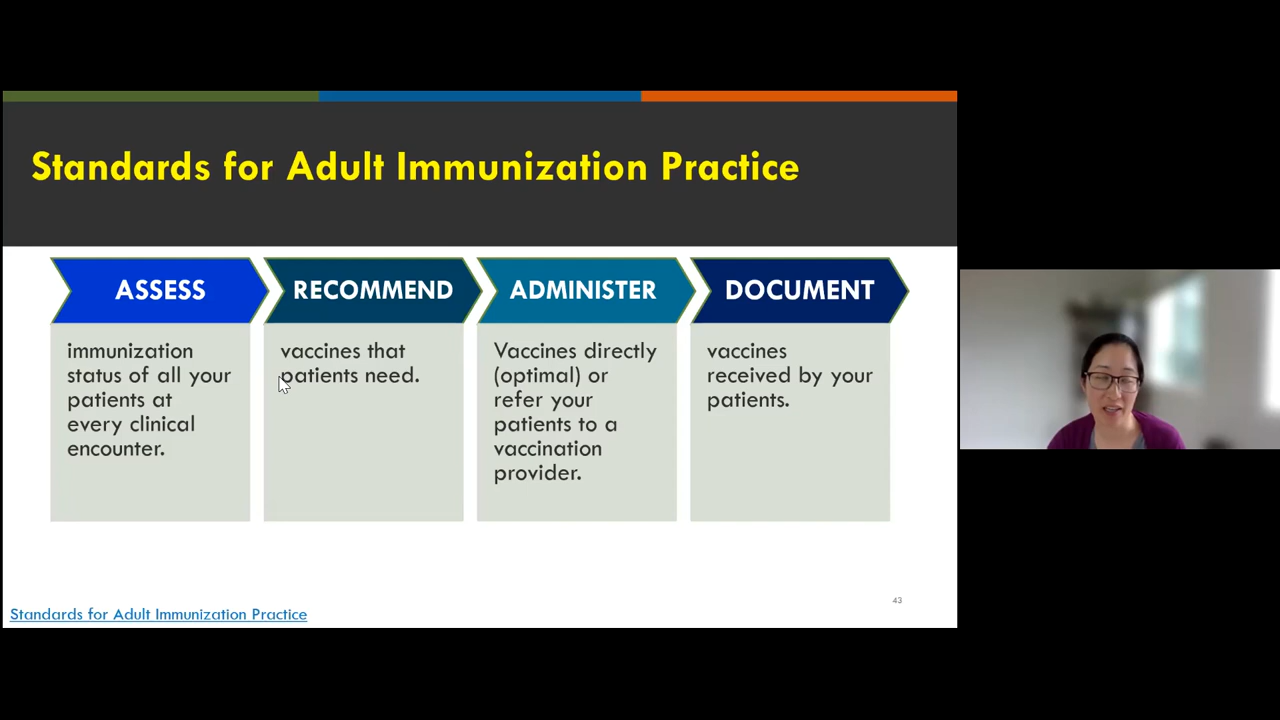 Standards for Adult Immunization Practice
ASSESS
immunization
status of all your
patients at
every clinical
encounter.
RECOMMEND
vaccines that
patients need.
ADMINISTER
Vaccines directly
(optimal) or
refer your
patients to a
vaccination
provider.
DOCUMENT
vaccines
received by your
patients.
43
Standards for Adult Immunization Practice